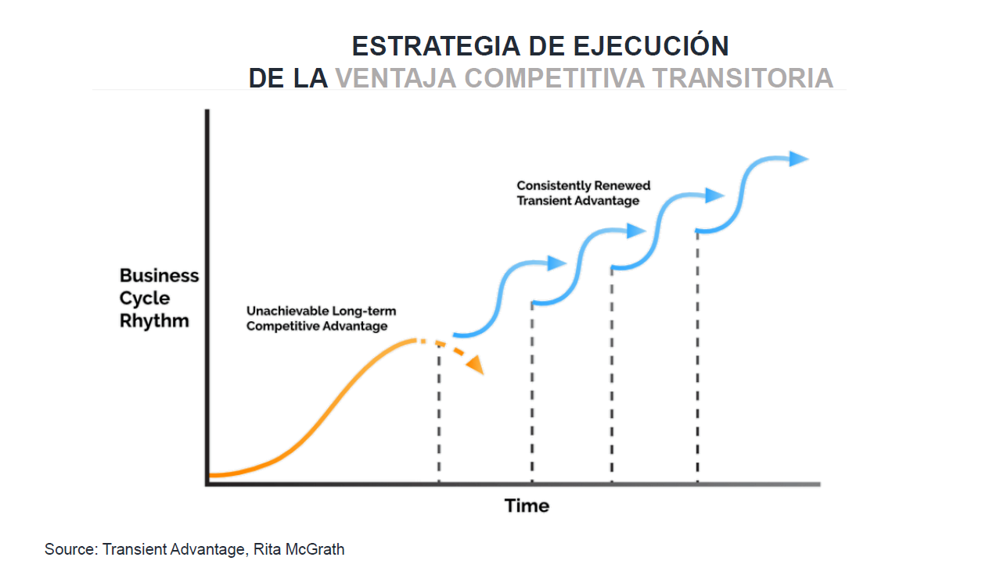 ESTRATEGIA DE EJECUCIÓN
DE LA VENTAJA COMPETITIVA TRANSITORIA
Consistently Renewed
Transient Advantage
Business
Cycle
Rhythm
Unachievable Long-term
Competitive Advantage
Time
Source: Transient Advantage, Rita McGrath